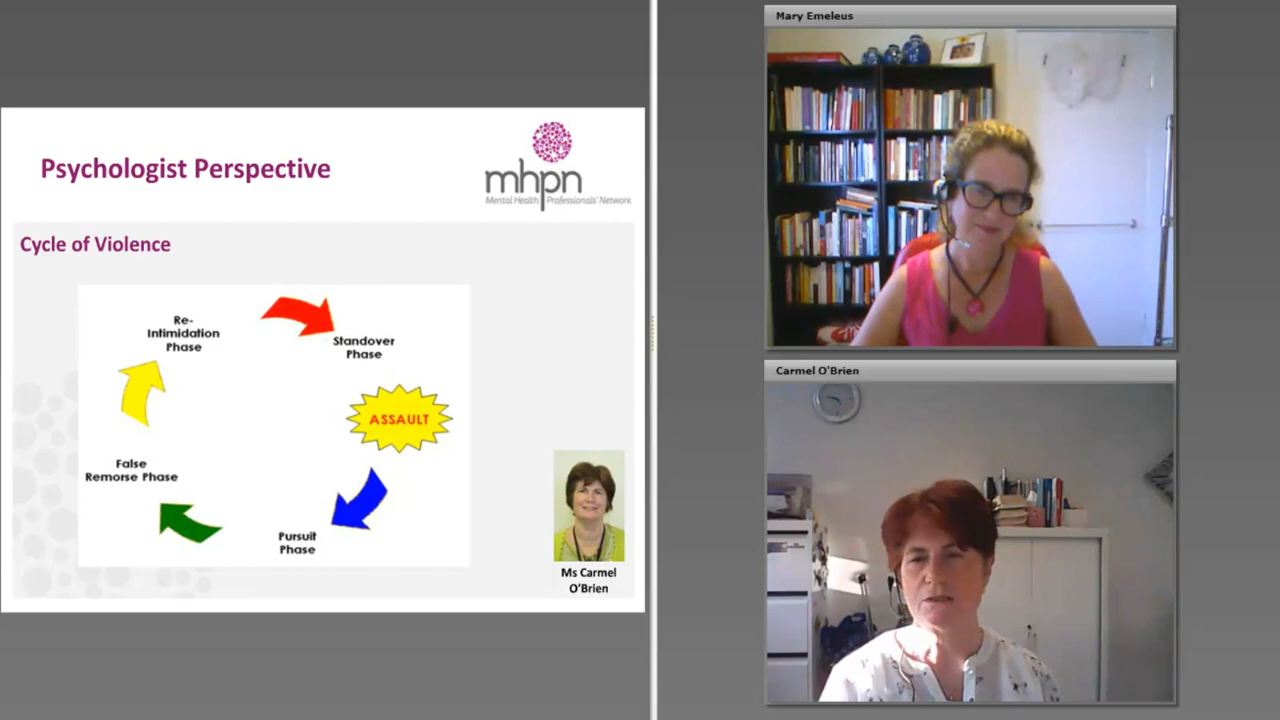 Psychologist Perspective
mhpn
Mental Health Professionals' Network
Cycle of Violence
Re-
Intimidation
Phase
Standover
Phase
ASSAULT
False
Remorse Phase
Pursuit
Phase
Ms Carmel
O'Brien
Mary Emeleus
Carmel O'Brien